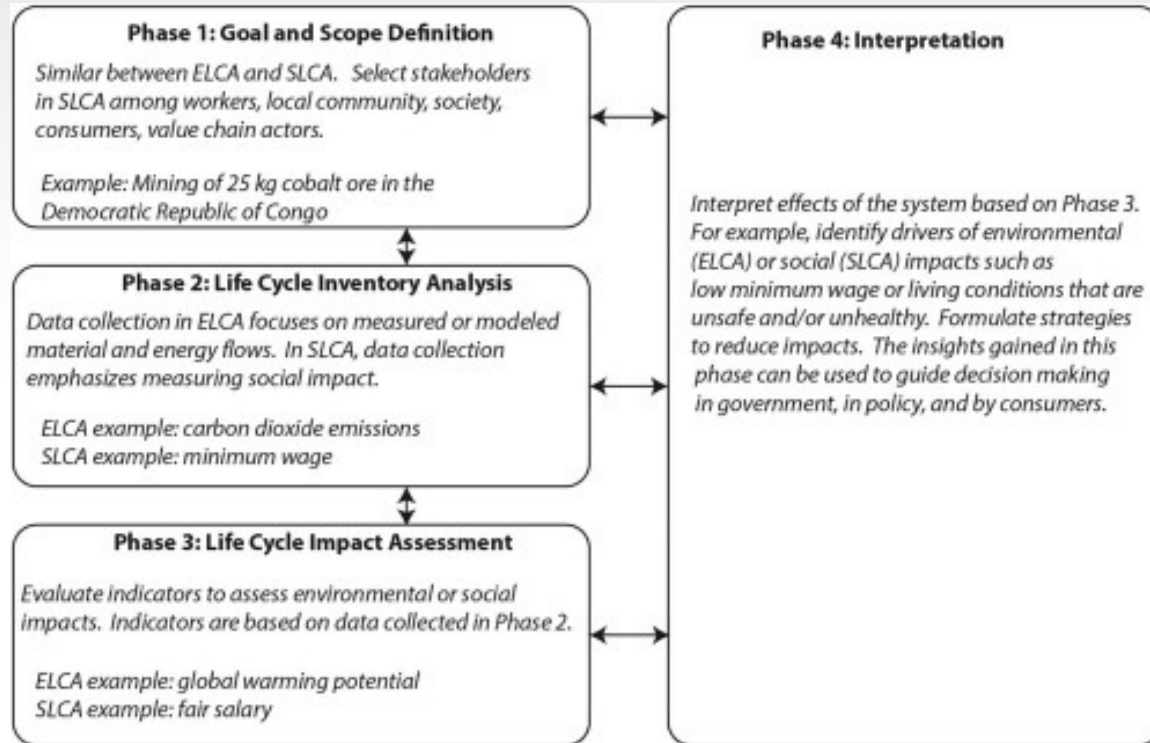 Phase 1: Goal and Scope Definition
Similar between ELCA and SLCA. Select stakeholders
in SLCA among workers, local community, society,
consumers, value chain actors.
Example: Mining of 25 kg cobalt ore in the
Democratic Republic of Congo
Phase 2: Life Cycle Inventory Analysis
Data collection in ELCA focuses on measured or modeled
material and energy flows. In SLCA, data collection
emphasizes measuring social impact.
ELCA example: carbon dioxide emissions
SLCA example: minimum wage
Phase 3: Life Cycle Impact Assessment
Evaluate indicators to assess environmental or social
impacts. Indicators are based on data collected in Phase 2.
ELCA example: global warming potential
SLCA example: fair salary
Phase 4: Interpretation
Interpret effects of the system based on Phase 3.
For example, identify drivers of environmental
(ELCA) or social (SLCA) impacts such as
low minimum wage or living conditions that are
unsafe and/or unhealthy. Formulate strategies
to reduce impacts. The insights gained in this
phase can be used to guide decision making
in government, in policy, and by consumers.